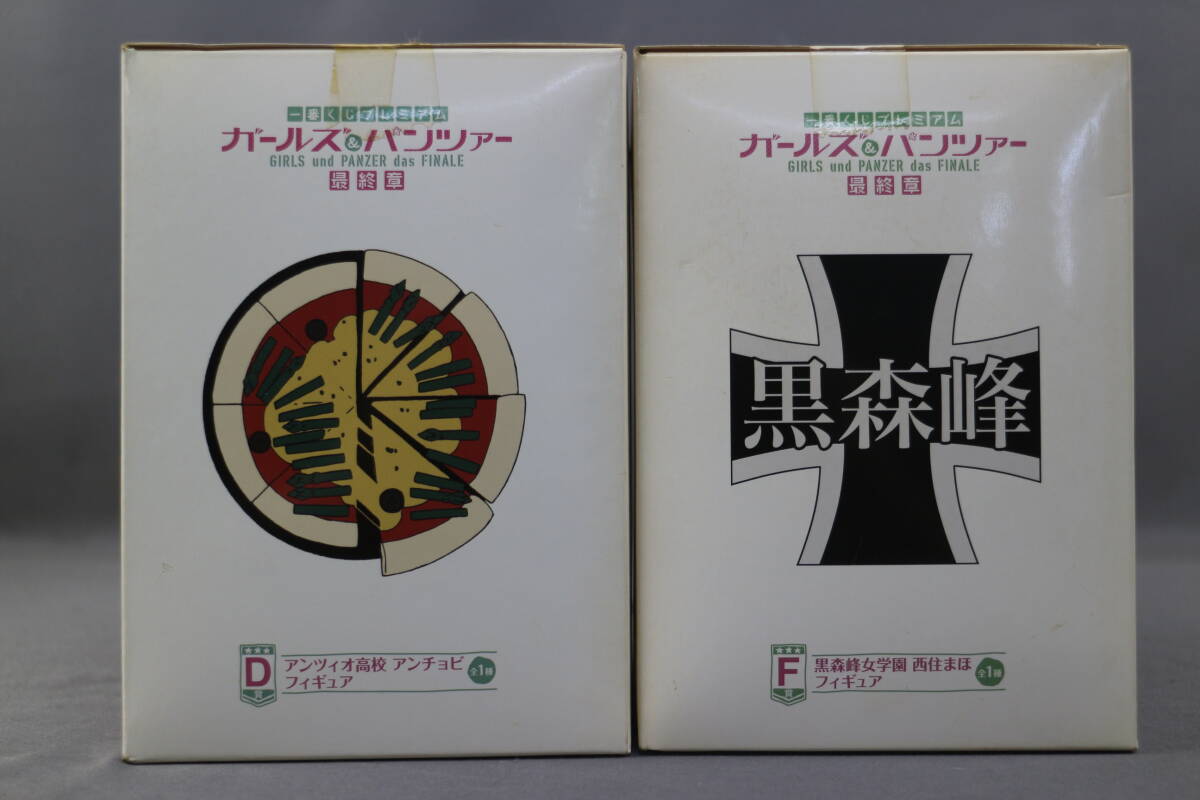 一番くじプレミアム
ガールズ&パンツァー
GIRLS und PANZER das FINALE
最終章
D賞
アンツィオ高校 アンチョビ
フィギュア
全1種
一番くじプレミアム
ガールズ&パンツァー
GIRLS und PANZER das FINALE
最終章
黒森峰
F賞
黒森峰女学園 西住まほ
フィギュア
全1種